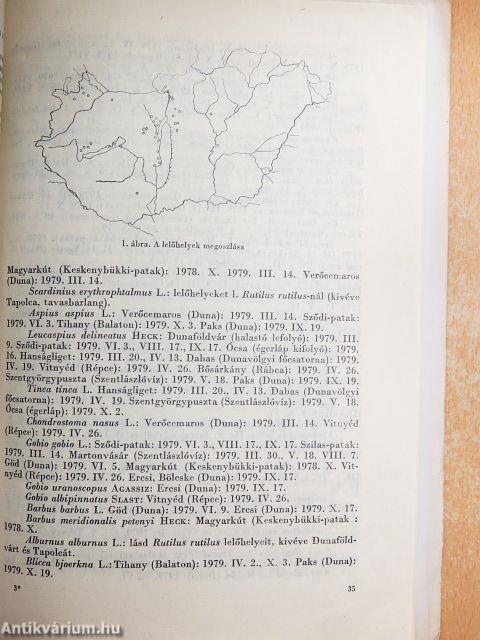 1. ábra. A lelőhelyek megoszlása
Magyarkút (Keskenybükki-patak): 1978. X. 1979. III. 14. Verőcemaros
(Duna): 1979. III. 14.
Scardinius erythrophtalmus L.: lelőhelyeket l. Rutilus rutilus-nál (kivéve
Tapolca, tavasbarlang).
Aspius aspius L.: Verőcemaros (Duna): 1979. III. 14. Sződi-patak:
1979. VI. 3. Tihany (Balaton): 1979. X. 3. Paks (Duna): 1979. IX. 19.
Leucaspius delineatus HECK: Dunaföldvár (halastó lefolyó): 1979. III.
9. Sződi-patak: 1979. VI. 3., VIII. 17., IX. 17. Ócsa (égerláp kifolyó): 1979.
16. Hanságliget: 1979. III. 20., IV. 13. Dabas (Dunavölgyi főcsatorna): 1979.
IV. 19. Vitnyéd (Répce): 1979. IV. 26. Bősárkány (Rábca): 1979. IV. 26.
Szentgyörgypuszta (Szentlászlóvíz): 1979. V. 18. Paks (Duna): 1979. IX. 19.
Tinca tinca L. Hanságliget: 1979. III. 20., IV. 13. Dabas (Dunavölgyi
főcsatorna): 1979. IV. 19. Szentgyörgypuszta (Szentlászlóvíz): 1979. V. 18.
Ócsa (égerláp): 1979. X. 2.
Chondrostoma nasus L.: Verőcemaros (Duna): 1979. III. 14. Vitnyéd
(Répce): 1979. IV. 26.
Gobio gobio L.: Sződi-patak: 1979. VI. 3., VIII. 17., IX. 17. Szilas-patak:
1979. III. 14. Martonvásár (Szentlászlóvíz): 1979. III. 30., V. 18. VIII. 7.
Göd (Duna): 1979. VI. 5. Magyarkút (Keskenybükki-patak): 1978. X. Vit-
nyéd (Répce): 1979. IV. 26. Ercsi, Bölcske (Duna): 1979. IX. 17.
Gobio uranoscopus AGASSIZ: Ercsi (Duna): 1979. IX. 17.
Gobio albipinnatus SLAST: Vitnyéd (Répce): 1979. IV. 26.
Barbus barbus L. Göd (Duna): 1979. VI. 9. Ercsi (Duna): 1979. X. 17.
Barbus meridionalis petenyi HECK: Magyarkút (Keskenybükki-patak :
1978. X.
Alburnus alburnus L.: lásd Rutilus rutilus lelőhelyeit, kivéve Dunaföld-
várt és Tapolcát.
Blicca bjoerkna L.: Tihany (Balaton): 1979. IV. 2., X. 3. Paks (Duna):
1979. X. 19.
3*
35
Antikvárium.hu